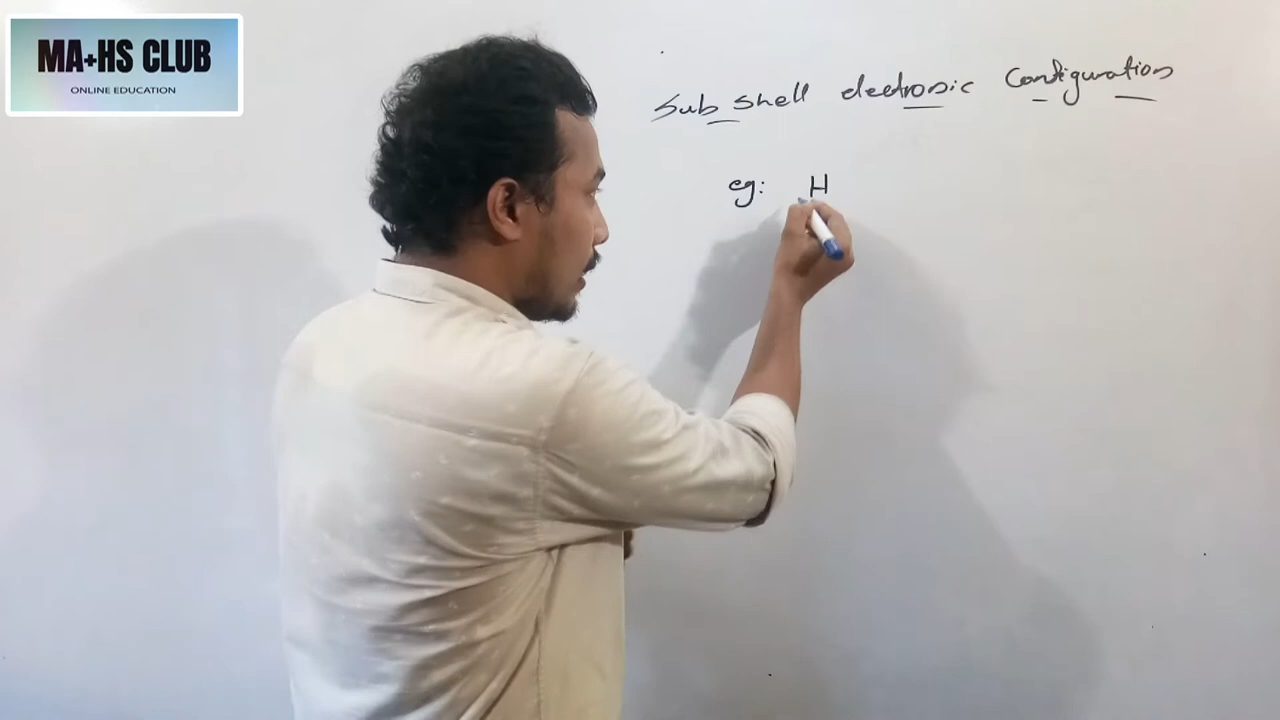 MA+HS CLUB
ONLINE EDUCATION
Sub shell electronic Configuration
eg: H